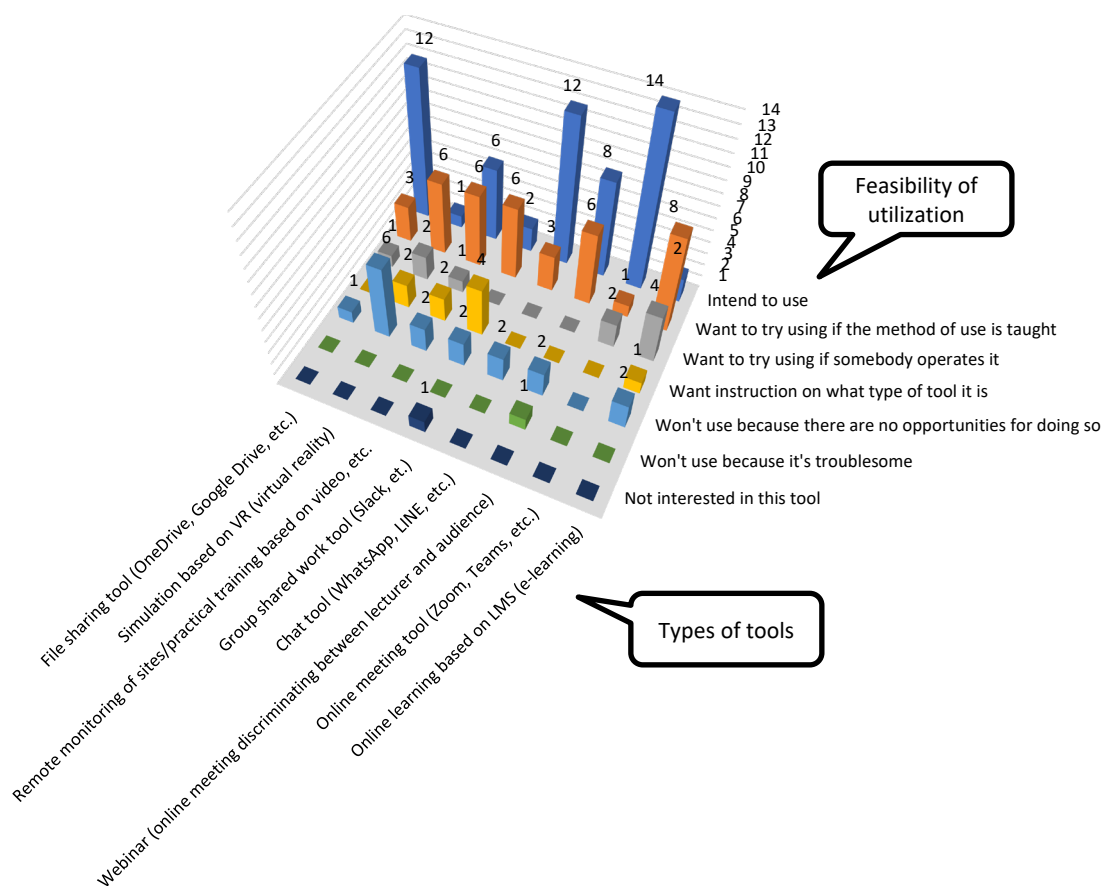 12
14
12
14
13
12
11
10
9
8
7
6
5
4
3
2
1
6
8
6
1
6
6
2
3
6
8
2
3
1
2
1
1
4
6
2
2
4
2
1
1
2
2
2
2
2
1
1
1
Feasibility of
utilization
Intend to use
Want to try using if the method of use is taught
Want to try using if somebody operates it
Want instruction on what type of tool it is
Won't use because there are no opportunities for doing so
Won't use because it's troublesome
Not interested in this tool
File sharing tool (OneDrive, Google Drive, etc.)
Simulation based on VR (virtual reality)
Remote monitoring of sites/practical training based on video, etc.
Group shared work tool (Slack, et.)
Chat tool (WhatsApp, LINE, etc.)
Webinar (online meeting discriminating between lecturer and audience)
Online meeting tool (Zoom, Teams, etc.)
Online learning based on LMS (e-learning)
Types of tools